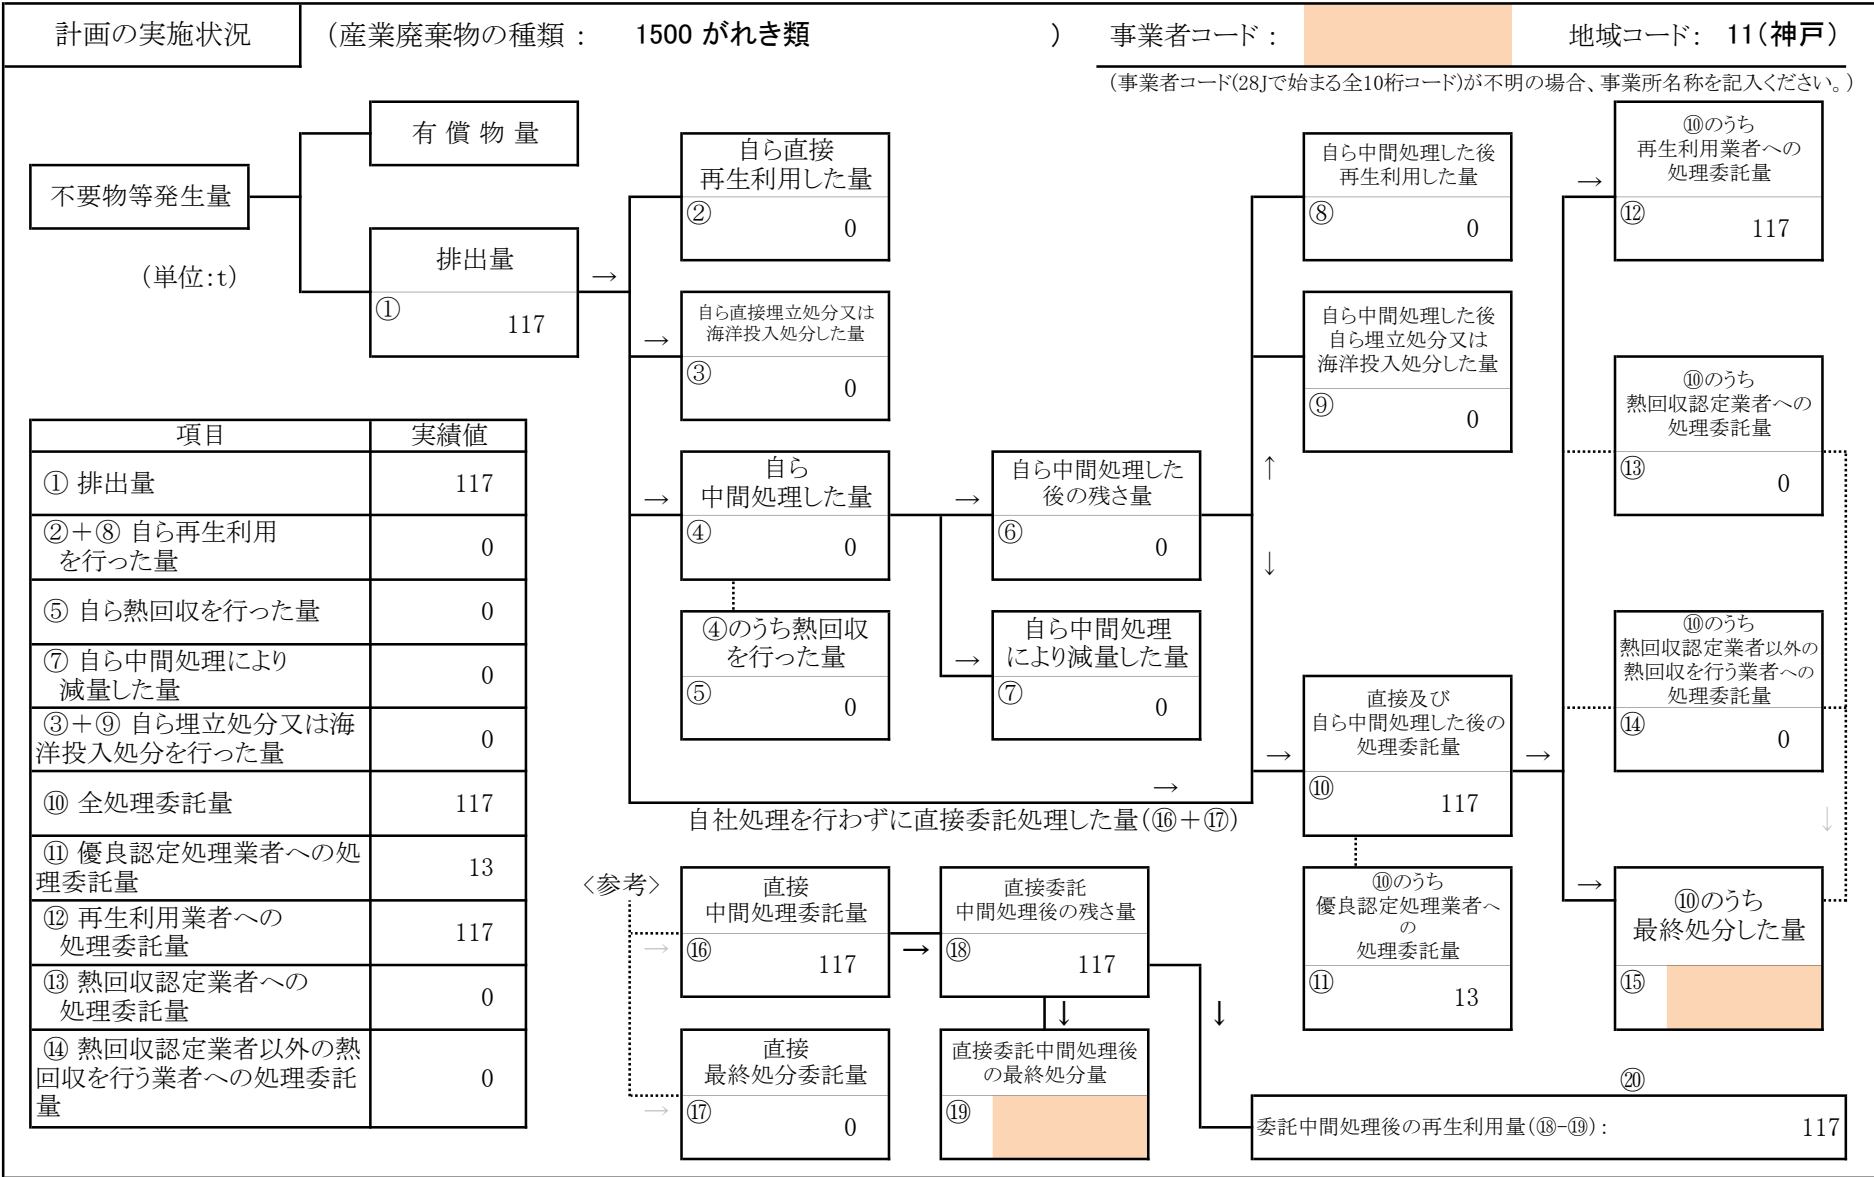 計画の実施状況
(産業廃棄物の種類： 1500 がれき類 )
事業者コード：
地域コード： 11(神戸)
(事業者コード(28Jで始まる全10桁コード)が不明の場合、事業所名称を記入ください。)
不要物等発生量
(単位:t)
有 償 物 量
排出量
① 117
→
自ら直接
再生利用した量
② 0
→
自ら直接埋立処分又は
海洋投入処分した量
③ 0
→
自ら
中間処理した量
④ 0
④のうち熱回収
を行った量
⑤ 0
→
自ら中間処理した
後の残さ量
⑥ 0
→
自ら中間処理
により減量した量
⑦ 0
↑
↓
自ら中間処理した後
再生利用した量
⑧ 0
自ら中間処理した後
自ら埋立処分又は
海洋投入処分した量
⑨ 0
→
自社処理を行わずに直接委託処理した量(⑯＋⑰)
→
直接及び
自ら中間処理した後の
処理委託量
⑩ 117
⑩のうち
優良認定処理業者へ
の
処理委託量
⑪ 13
→
→
⑩のうち
再生利用業者への
処理委託量
⑫ 117
⑩のうち
熱回収認定業者への
処理委託量
⑬ 0
⑩のうち
熱回収認定業者以外の
熱回収を行う業者への
処理委託量
⑭ 0
↓
→
⑩のうち
最終処分した量
⑮
項目 実績値
① 排出量 117
②＋⑧ 自ら再生利用
を行った量 0
⑤ 自ら熱回収を行った量 0
⑦ 自ら中間処理により
減量した量 0
③＋⑨ 自ら埋立処分又は海
洋投入処分を行った量 0
⑩ 全処理委託量 117
⑪ 優良認定処理業者への処
理委託量 13
⑫ 再生利用業者への
処理委託量 117
⑬ 熱回収認定業者への
処理委託量 0
⑭ 熱回収認定業者以外の熱
回収を行う業者への処理委託
量 0
<参考>
→
直接
中間処理委託量
⑯ 117
→
直接委託
中間処理後の残さ量
⑱ 117
↓
↓
→
直接
最終処分委託量
⑰ 0
直接委託中間処理後
の最終処分量
⑲
⑳
委託中間処理後の再生利用量(⑱-⑲)： 117